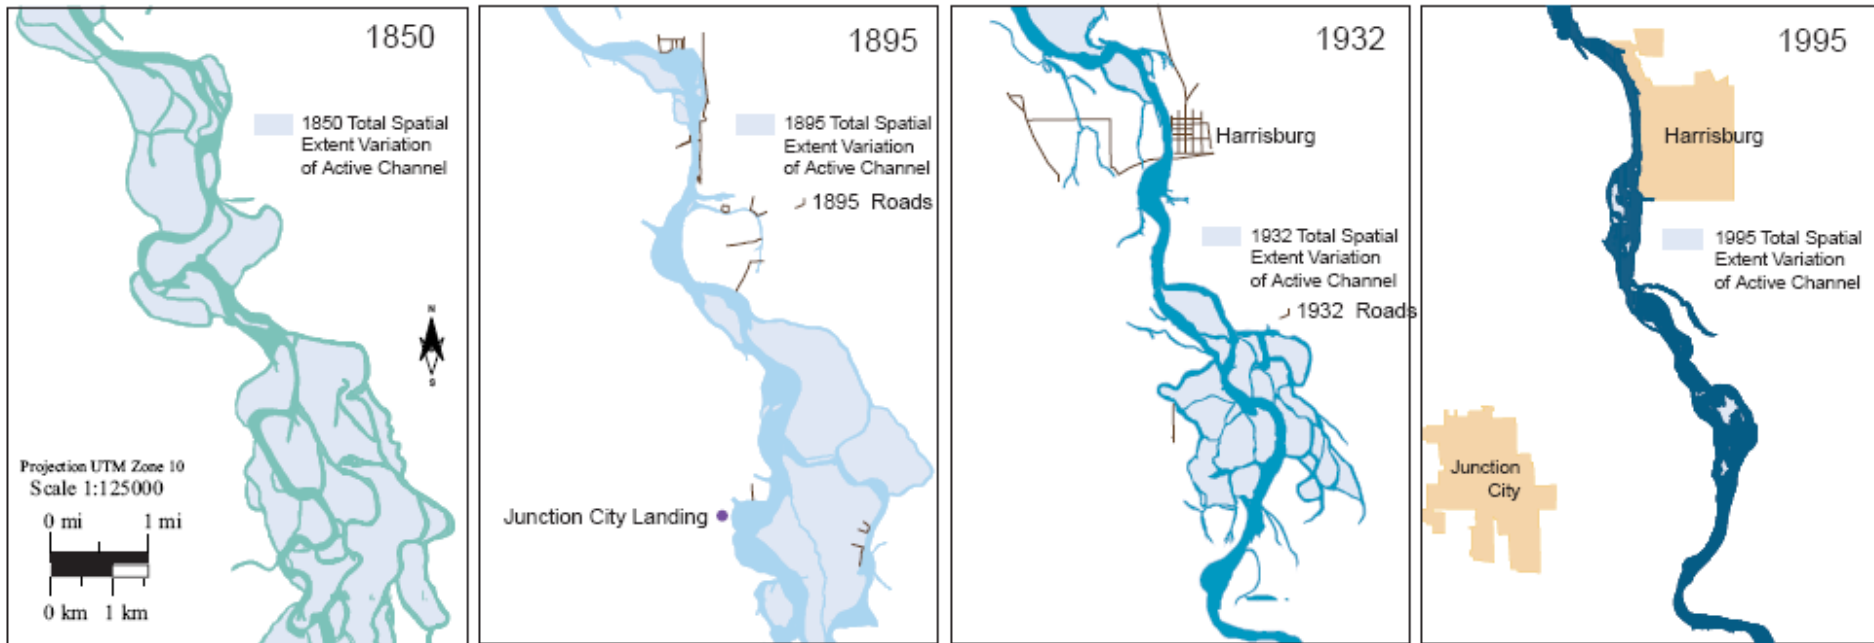 1850
1850 Total Spatial
Extent Variation
of Active Channel
N
S
Projection UTM Zone 10
Scale 1:125000
0 mi 1 mi
0 km 1 km
1895
1895 Total Spatial
Extent Variation
of Active Channel
1895 Roads
Junction City Landing
1932
Harrisburg
1932 Total Spatial
Extent Variation
of Active Channel
1932 Roads
1995
Harrisburg
1995 Total Spatial
Extent Variation
of Active Channel
Junction
City